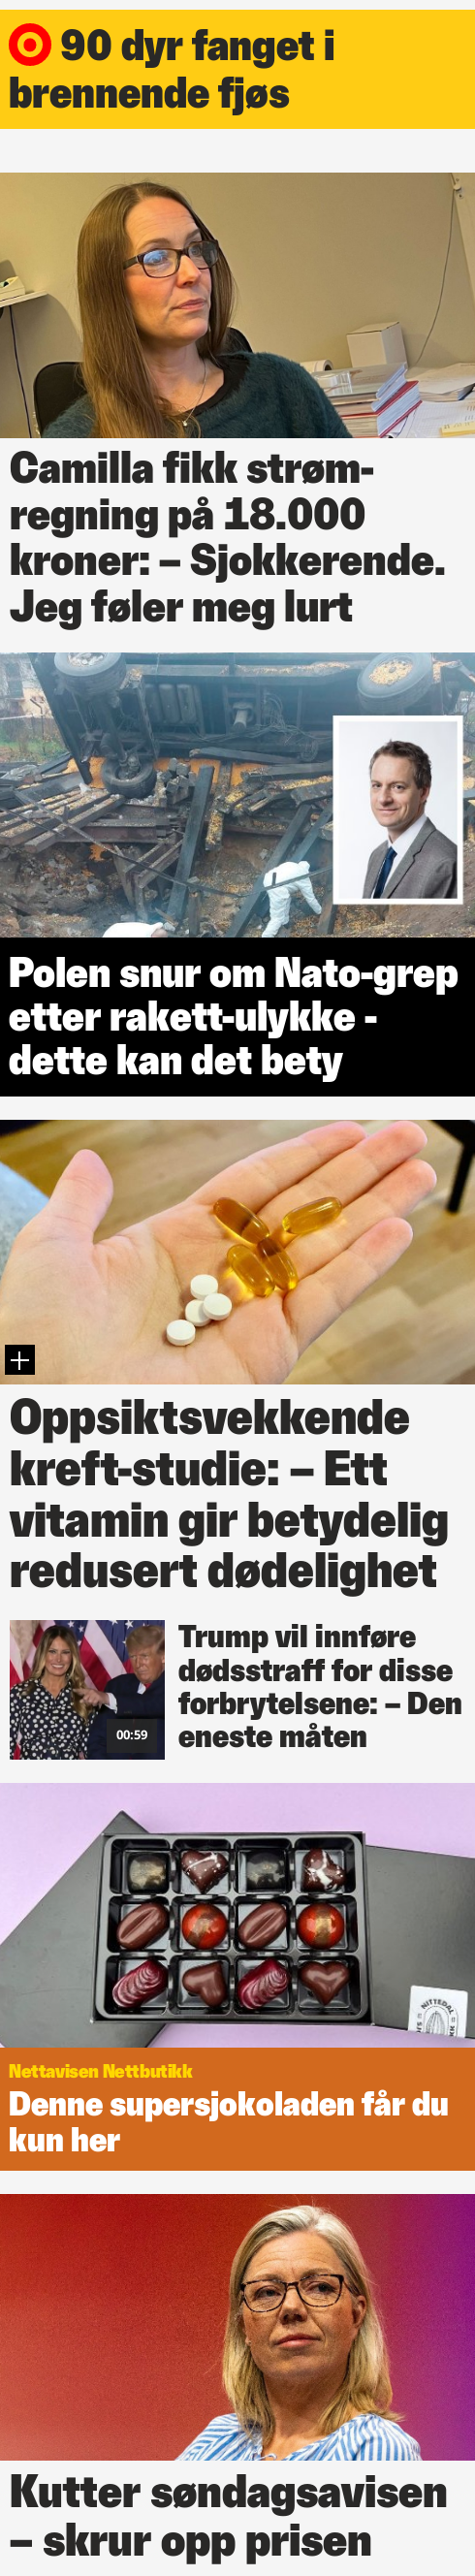 90 dyr fanget i
brennende fjøs
Camilla fikk strøm-
regning på 18.000
kroner: – Sjokkerende.
Jeg føler meg lurt
Polen snur om Nato-grep
etter rakett-ulykke -
dette kan det bety
Oppsiktsvekkende
kreft-studie: – Ett
vitamin gir betydelig
redusert dødelighet
Trump vil innføre
dødsstraff for disse
forbrytelsene: – Den
eneste måten
00:59
NITTEDAL
Nettavisen Nettbutikk
Denne supersjokoladen får du
kun her
Kutter søndagsavisen
– skrur opp prisen